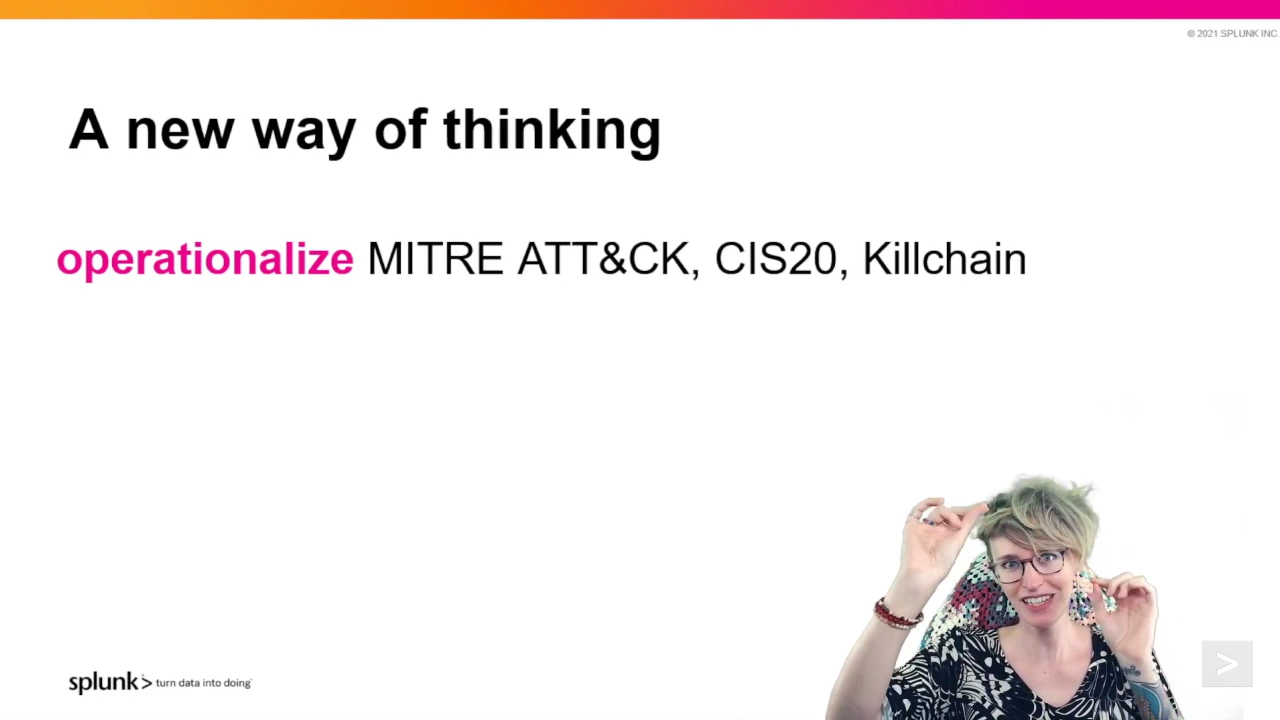 © 2021 SPLUNK INC.
A new way of thinking
operationalize MITRE ATT&CK, CIS20, Killchain
splunk> turn data into doing
>